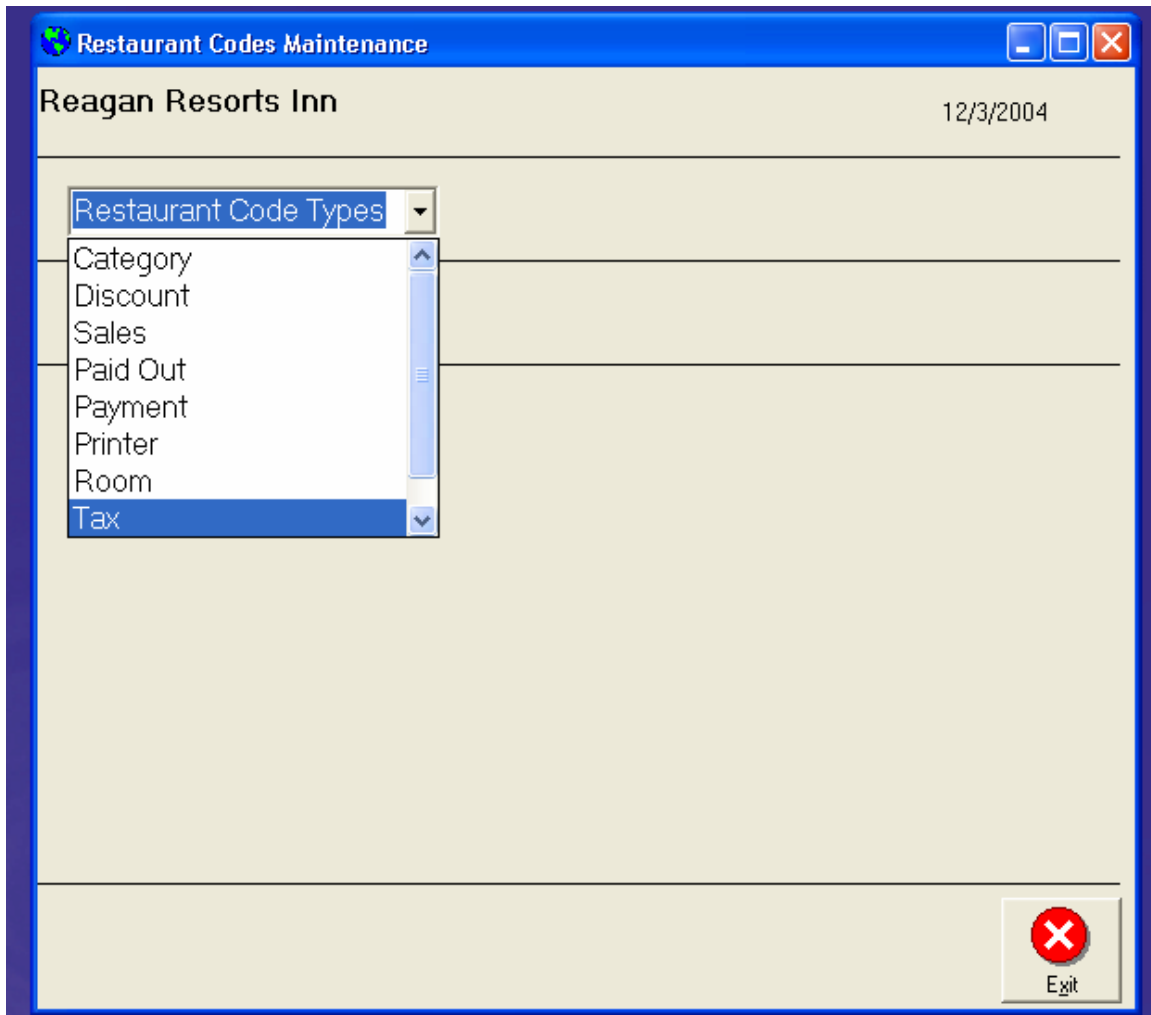 Restaurant Codes Maintenance
Reagan Resorts Inn
12/3/2004
Restaurant Code Types
Category
Discount
Sales
Paid Out
Payment
Printer
Room
Tax
Exit